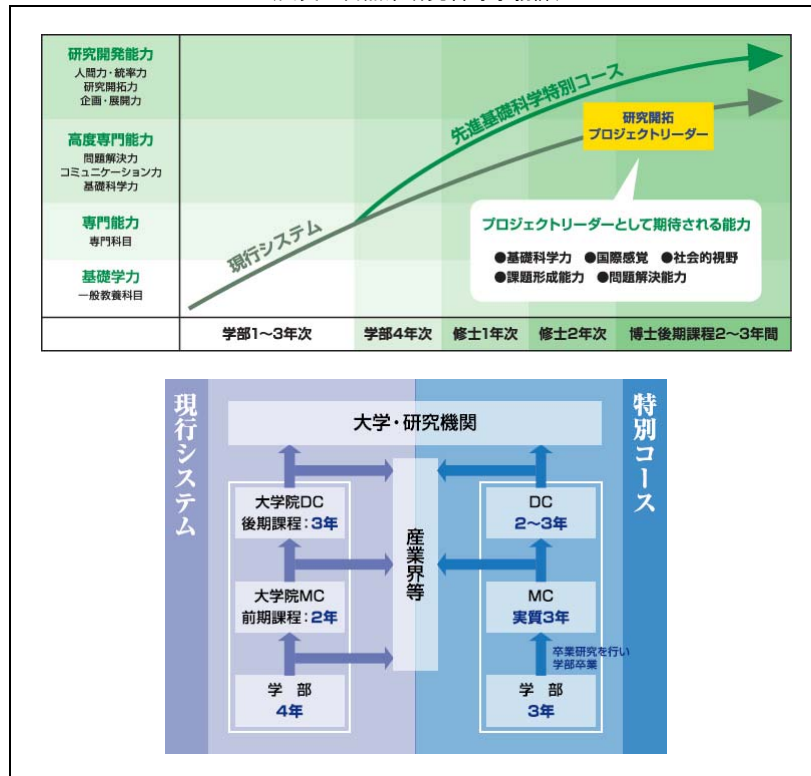 研究開発能力
人間力・統率力
研究開拓力
企画・展開力
高度専門能力
問題解決力
コミュニケーション力
基礎科学力
専門能力
専門科目
基礎学力
一般教養科目
先進基礎科学特別コース
現行システム
研究開拓
プロジェクトリーダー
プロジェクトリーダーとして期待される能力
●基礎科学力 ●国際感覚 ●社会的視野
●課題形成能力 ●問題解決能力
学部1〜3年次 学部4年次 修士1年次 修士2年次 博士後期課程2〜3年間
現行システム
特別コース
大学・研究機関
大学院DC
後期課程：3年
大学院MC
前期課程：2年
学 部
4年
産業界等
DC
2〜3年
MC
実質3年
卒業研究を行い
学部卒業
学 部
3年